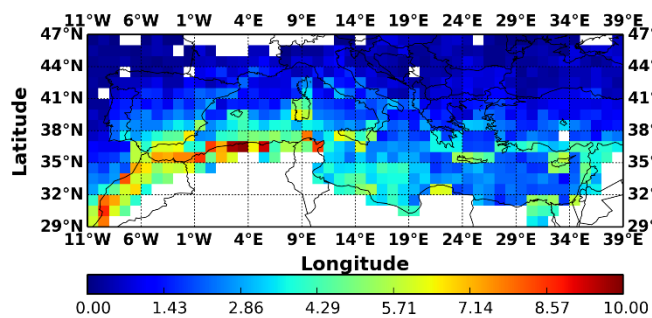 11°W 6°W 1°W 4°E 9°E 14°E 19°E 24°E 29°E 34°E 39°E
47°N 47°N
44°N 44°N
41°N 41°N
38°N 38°N
35°N 35°N
32°N 32°N
29°N 29°N
Latitude
11°W 6°W 1°W 4°E 9°E 14°E 19°E 24°E 29°E 34°E 39°E
Longitude
0.00 1.43 2.86 4.29 5.71 7.14 8.57 10.00